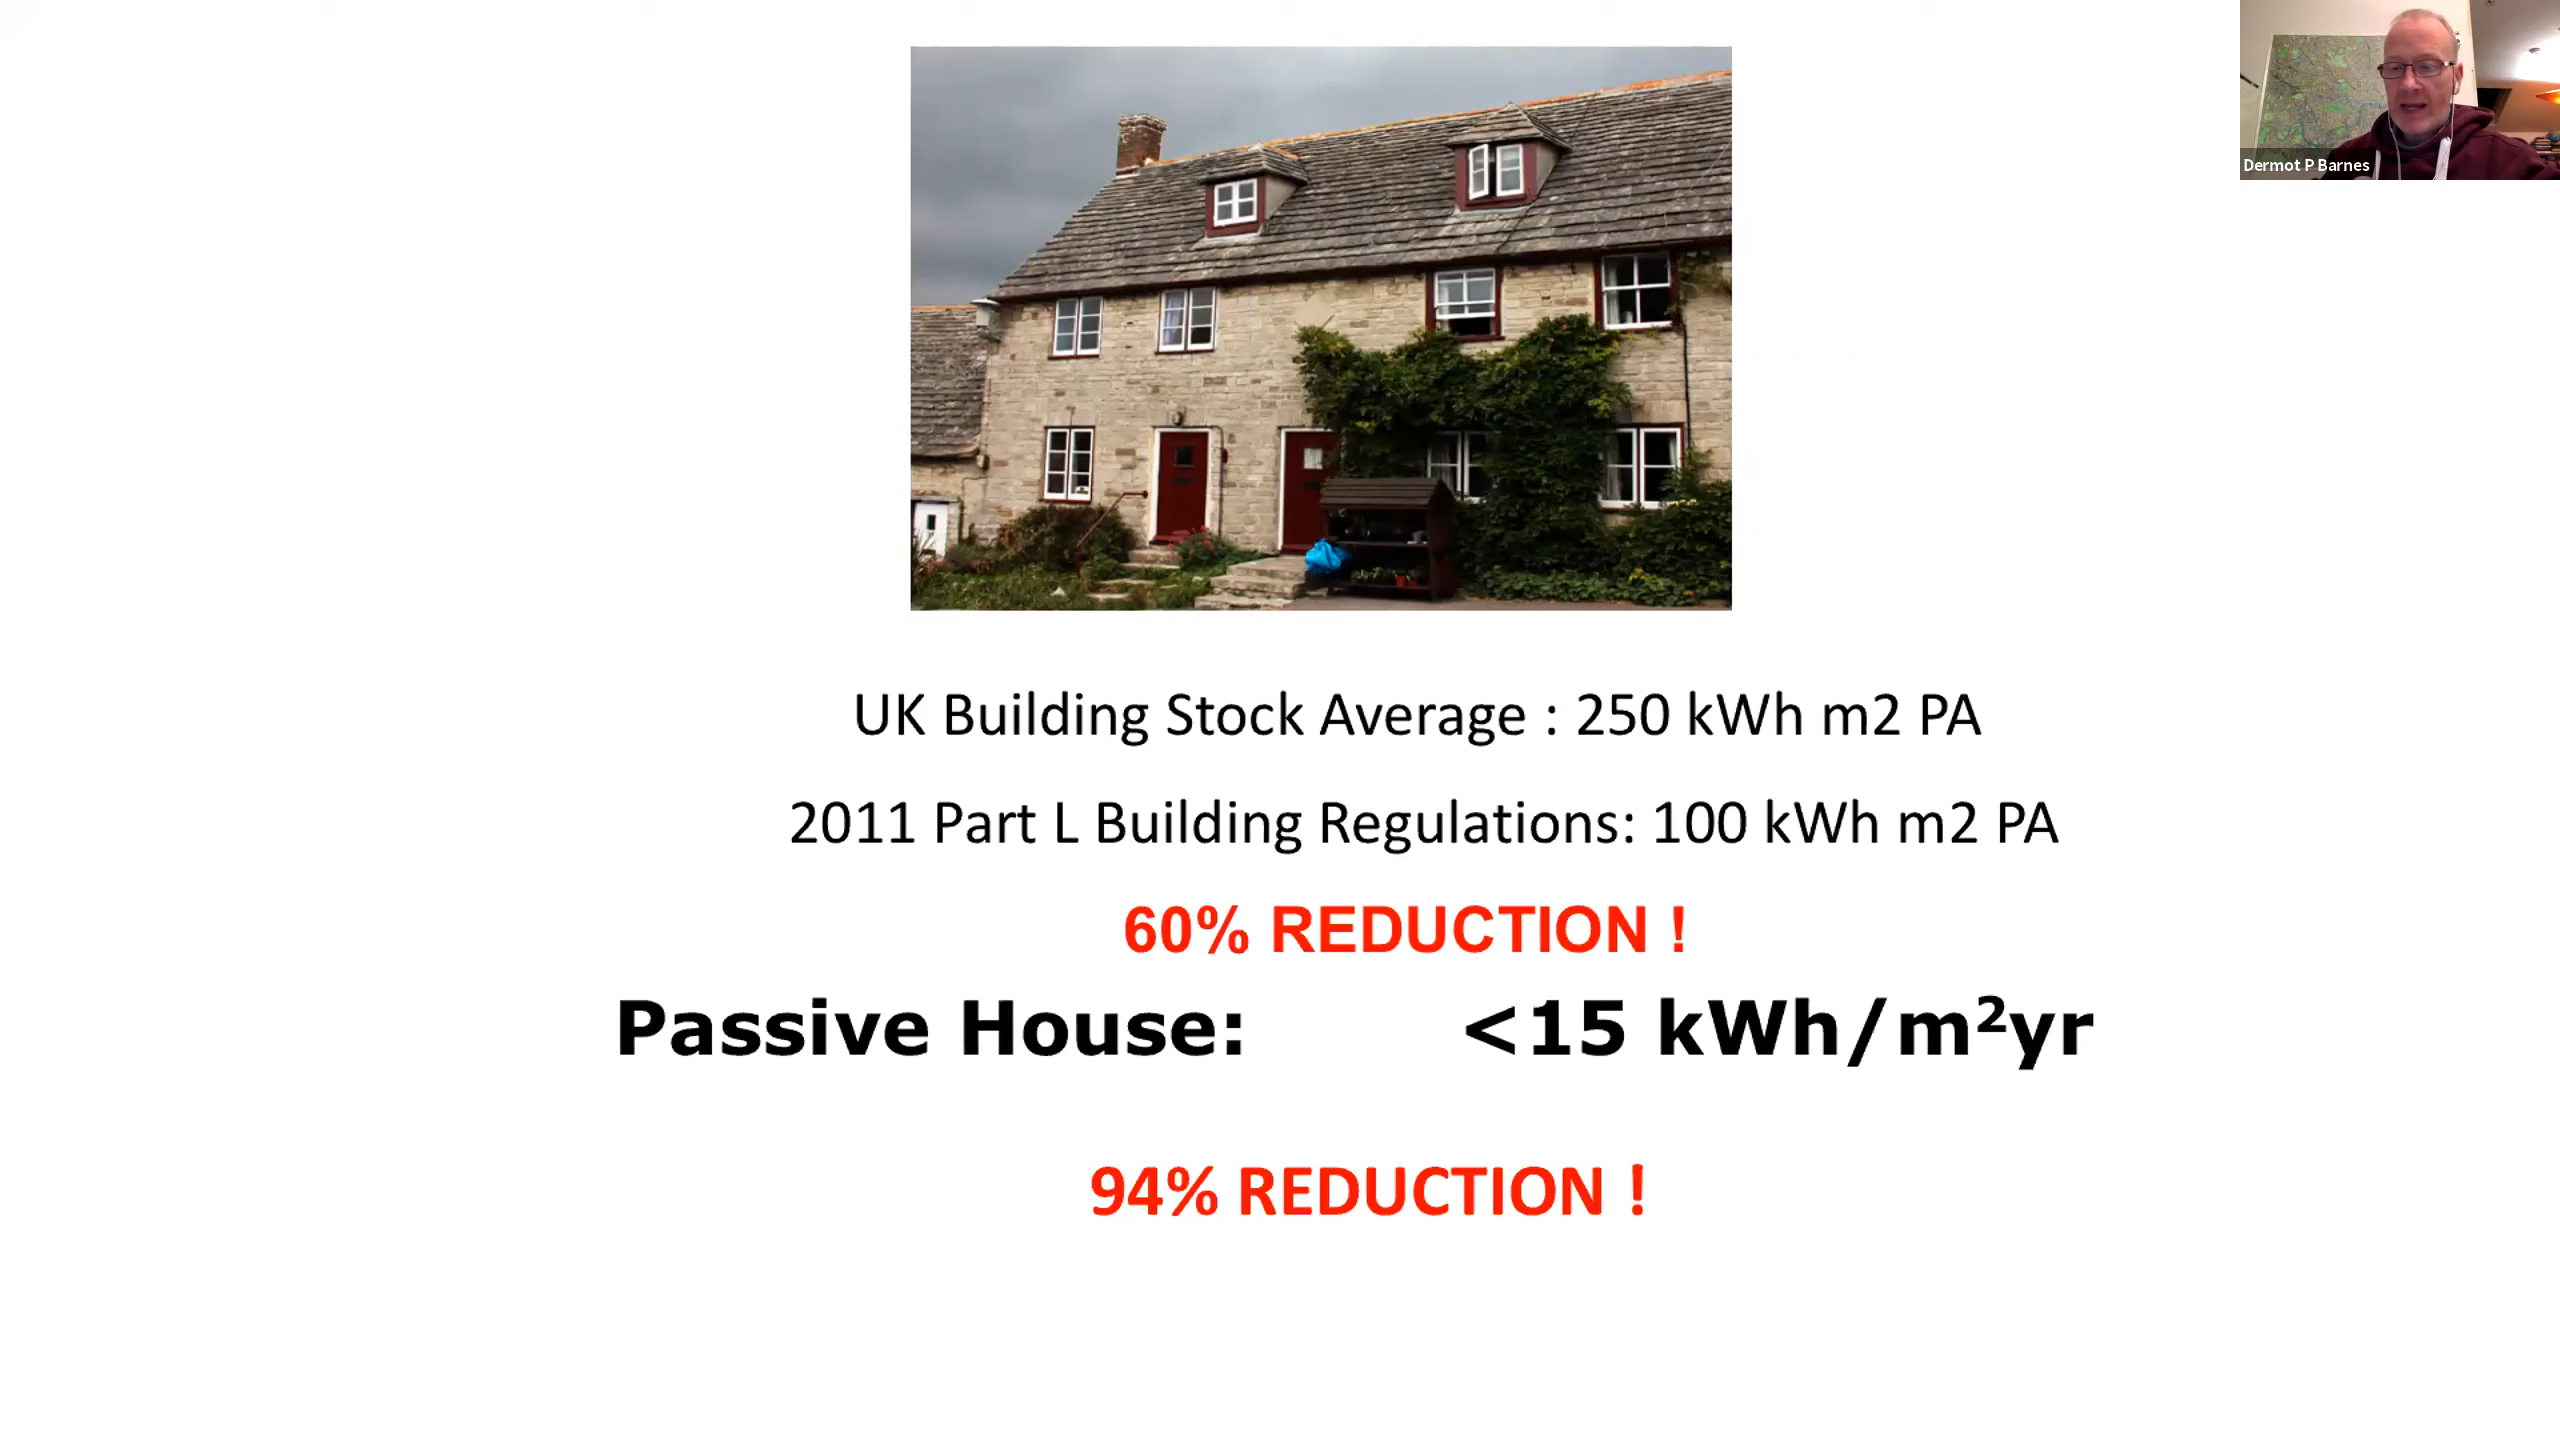 Dermot P Barnes
UK Building Stock Average : 250 kWh m2 PA
2011 Part L Building Regulations: 100 kWh m2 PA
60% REDUCTION !
Passive House: <15 kWh/m²yr
94% REDUCTION !